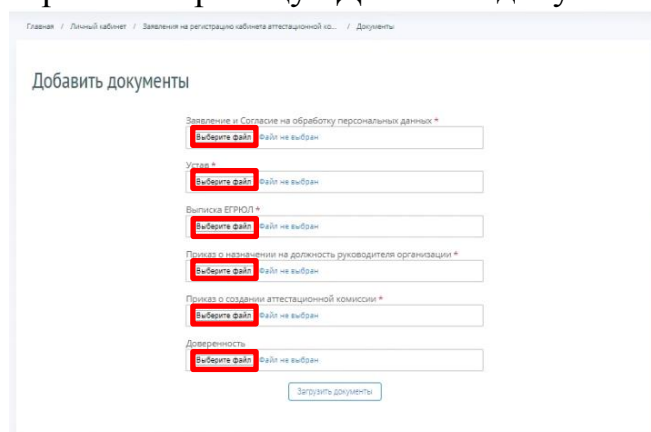 Главная / Личный кабинет / Заявления на регистрацию кабинета аттестационной ко... / Документы
Добавить документы
Заявление и Согласие на обработку персональных данных *
Выберите файл Файл не выбран
Устав *
Выберите файл Файл не выбран
Выписка ЕГРЮЛ *
Выберите файл Файл не выбран
Приказ о назначении на должность руководителя организации *
Выберите файл Файл не выбран
Приказ о создании аттестационной комиссии *
Выберите файл Файл не выбран
Доверенность
Выберите файл Файл не выбран
Загрузить документы